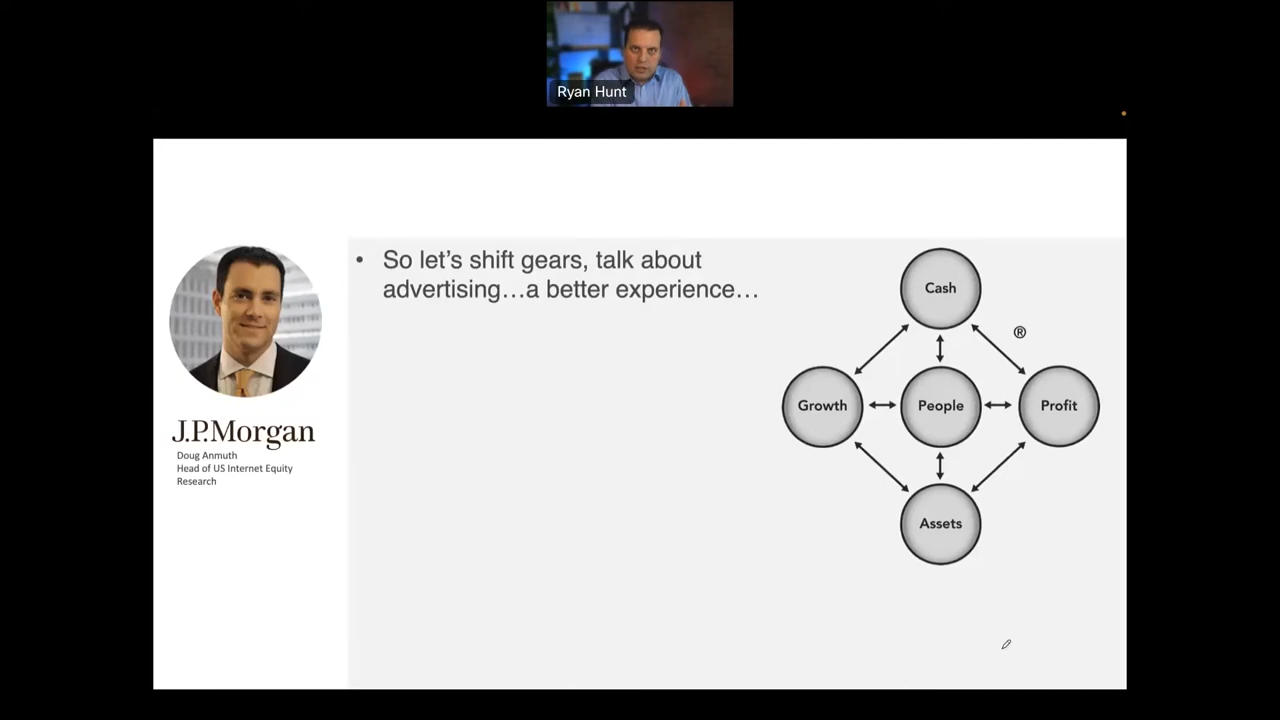 Ryan Hunt
• So let’s shift gears, talk about
advertising…a better experience…
J.P.Morgan
Doug Anmuth
Head of US Internet Equity
Research
Cash
®
Growth
People
Profit
Assets